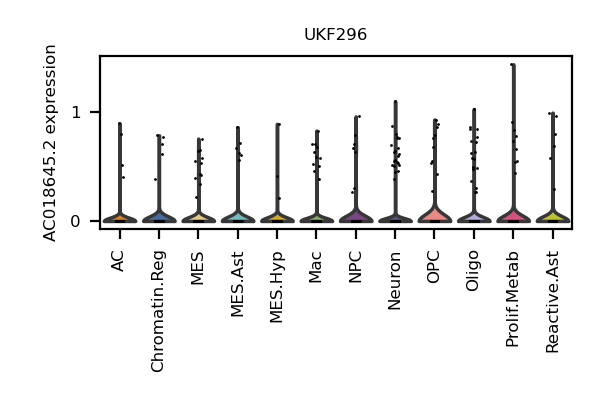 UKF296
AC018645.2 expression
1
0
AC
Chromatin.Reg
MES
MES.Ast
MES.Hyp
Mac
NPC
Neuron
OPC
Oligo
Prolif.Metab
Reactive.Ast